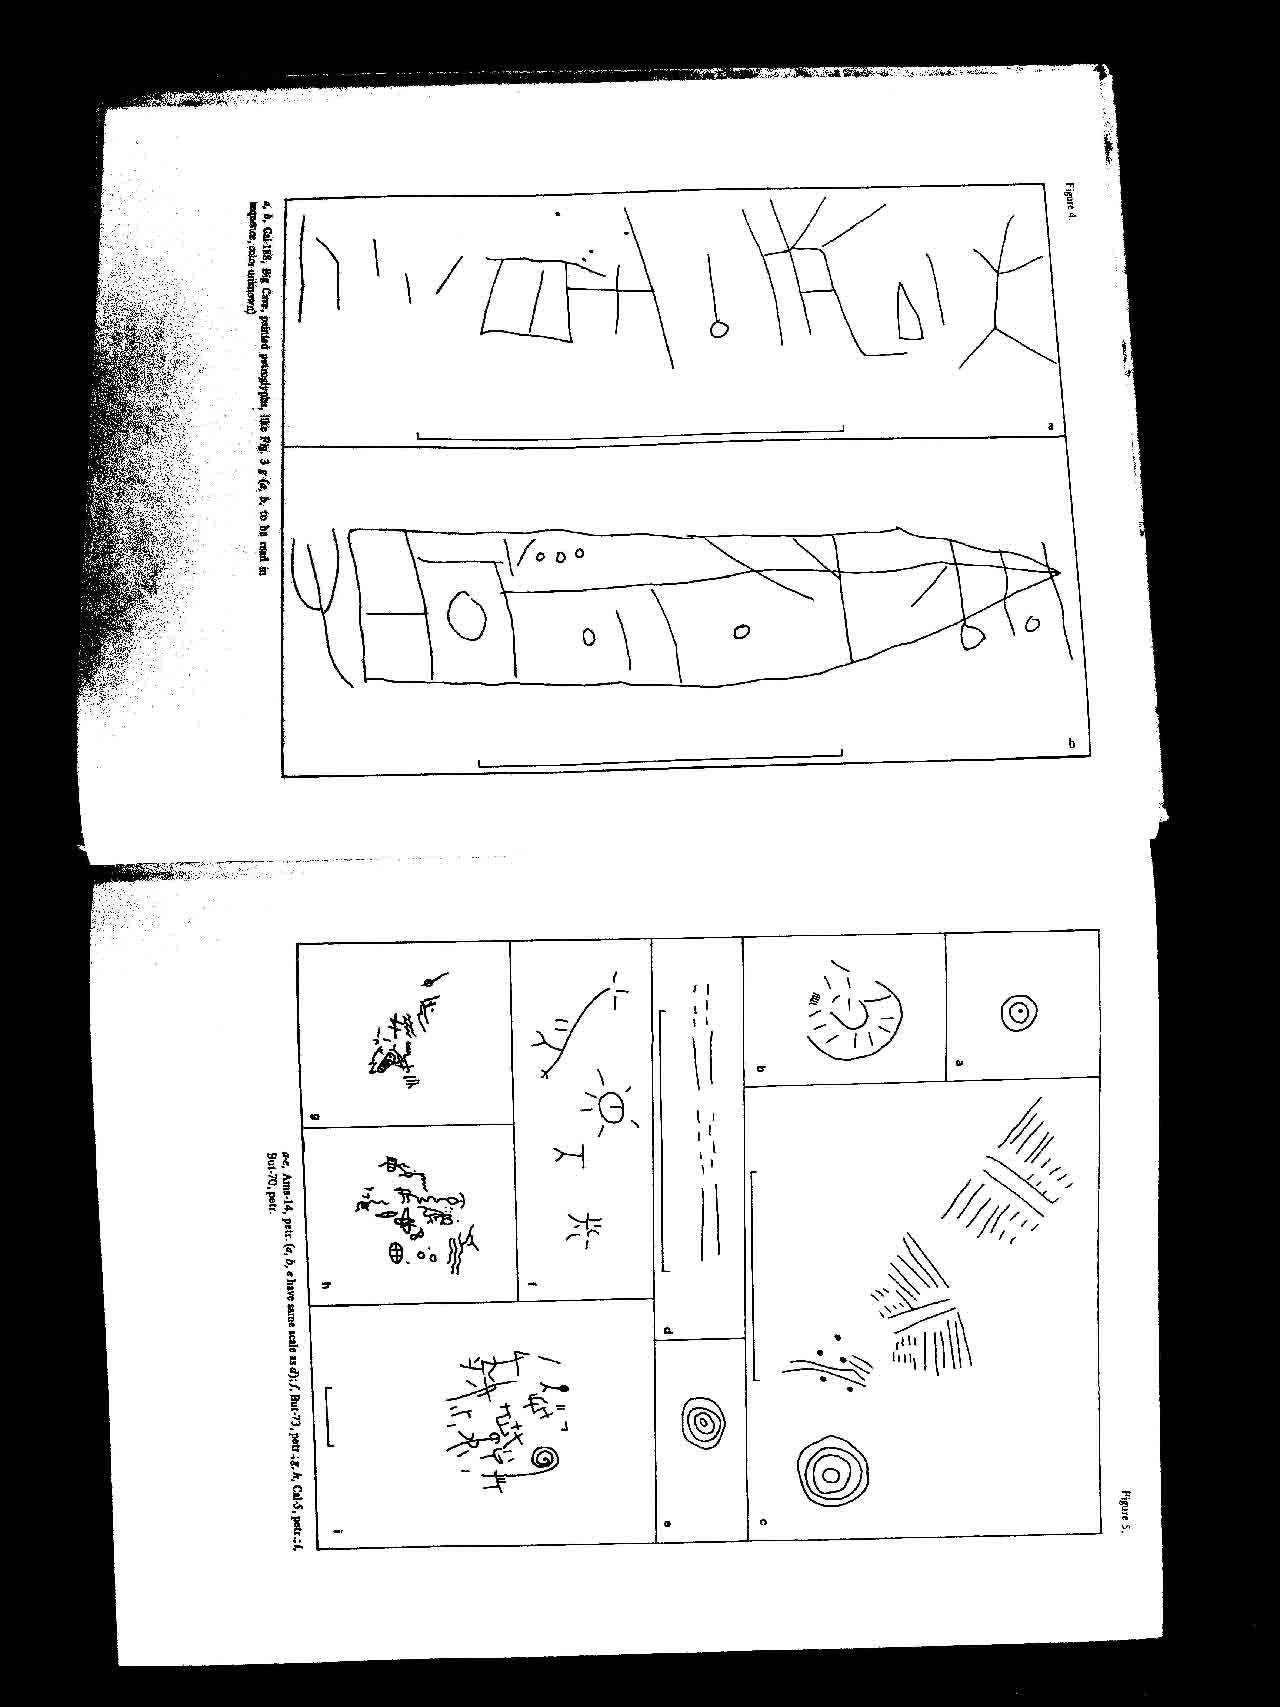 Figure 4.
a
b
a, b, Cal-188, Big Cave, painted petroglyphs, like Fig. 3 g (a, b, to be read in
sequence, color unknown)
Figure 5.
a
b
c
d
e
f
g
h
i
a-e, Ama-14, petr. (a, b, e have same scale as d); f, But-73, petr.; g, h, Cal-5, petr.; i,
But-70, petr.